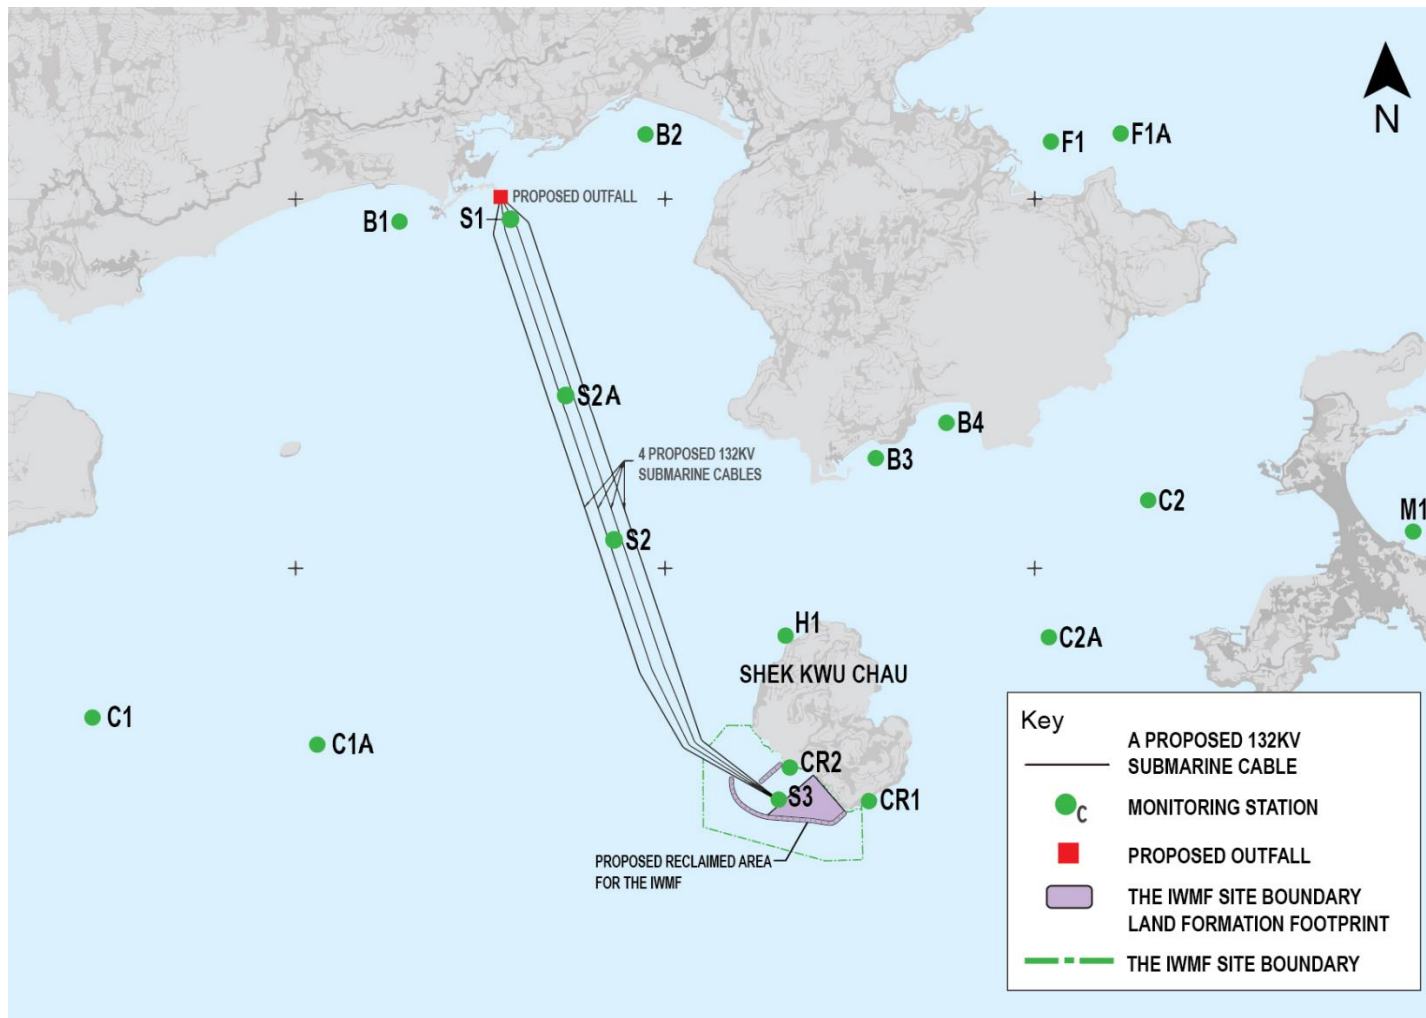 N
B2
F1
F1A
PROPOSED OUTFALL
B1
S1
S2A
B4
4 PROPOSED 132KV
SUBMARINE CABLES
B3
C2
M1
S2
H1
C2A
SHEK KWU CHAU
C1
C1A
CR2
S3
CR1
PROPOSED RECLAIMED AREA
FOR THE IWMF
Key
A PROPOSED 132KV
SUBMARINE CABLE
C
MONITORING STATION
PROPOSED OUTFALL
THE IWMF SITE BOUNDARY
LAND FORMATION FOOTPRINT
THE IWMF SITE BOUNDARY